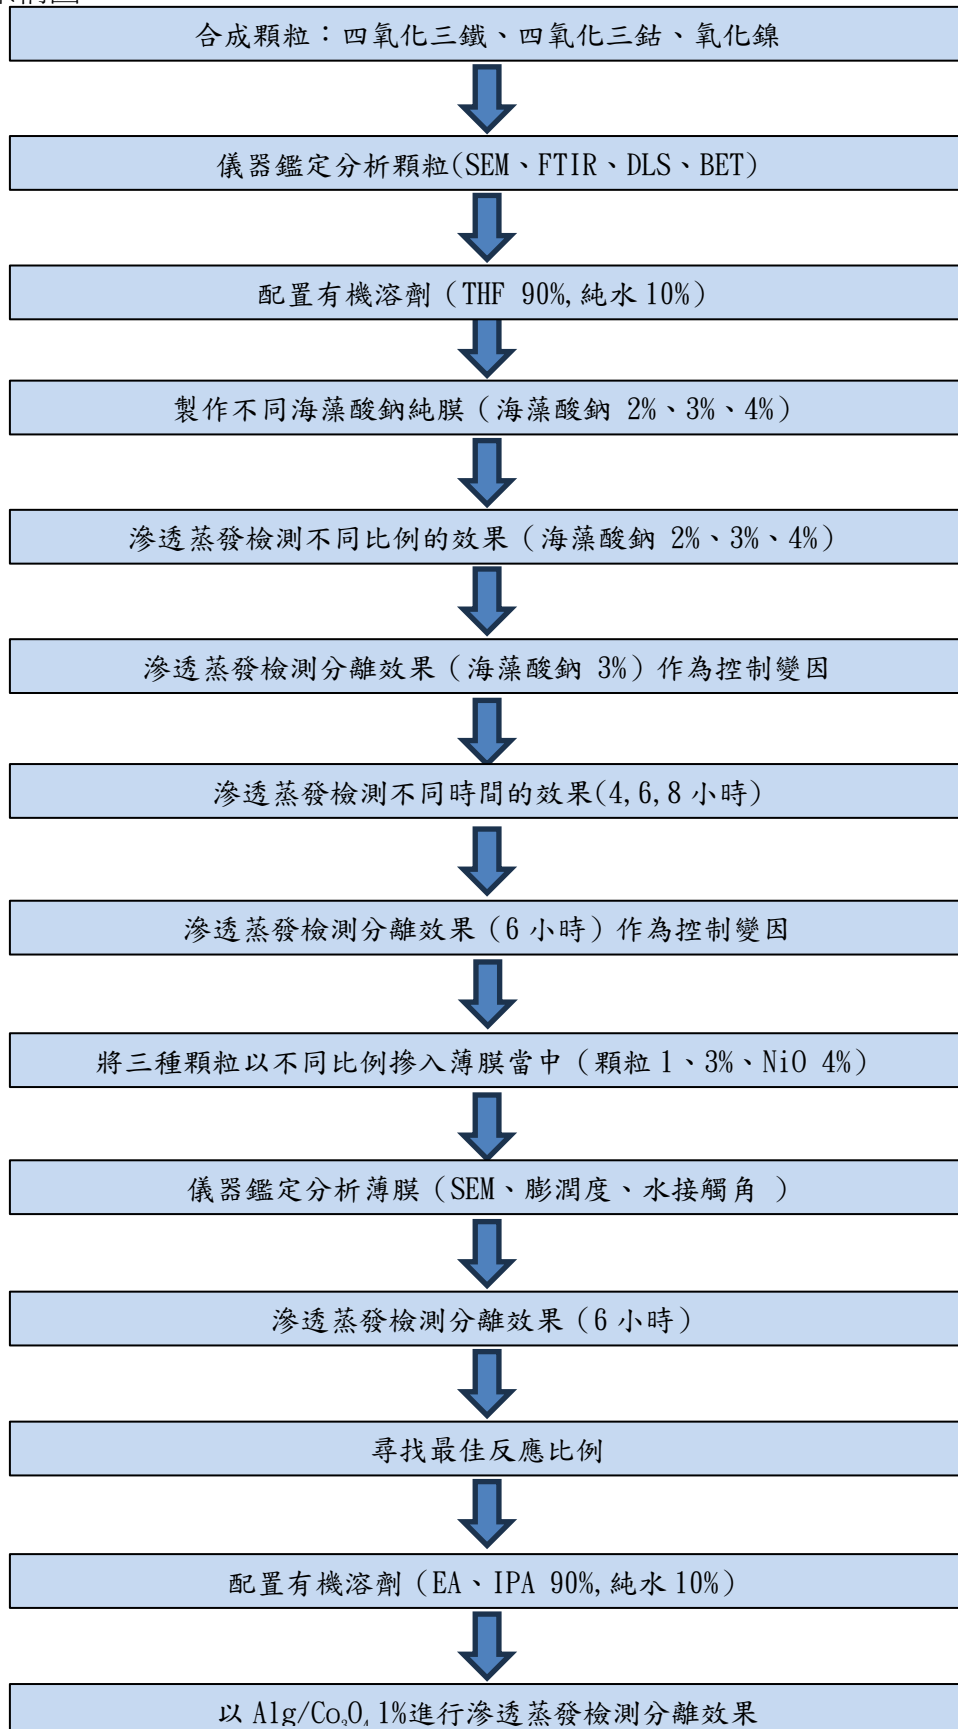 合成顆粒：四氧化三鐵、四氧化三鈷、氧化鎳
儀器鑑定分析顆粒(SEM、FTIR、DLS、BET)
配置有機溶劑（THF 90%,純水 10%）
製作不同海藻酸鈉純膜（海藻酸鈉 2%、3%、4%）
滲透蒸發檢測不同比例的效果（海藻酸鈉 2%、3%、4%）
滲透蒸發檢測分離效果（海藻酸鈉 3%）作為控制變因
滲透蒸發檢測不同時間的效果(4,6,8 小時)
滲透蒸發檢測分離效果（6 小時）作為控制變因
將三種顆粒以不同比例摻入薄膜當中（顆粒 1、3%、NiO 4%）
儀器鑑定分析薄膜（SEM、膨潤度、水接觸角 ）
滲透蒸發檢測分離效果（6 小時）
尋找最佳反應比例
配置有機溶劑（EA、IPA 90%,純水 10%）
以 Alg/Co₃O₄ 1%進行滲透蒸發檢測分離效果